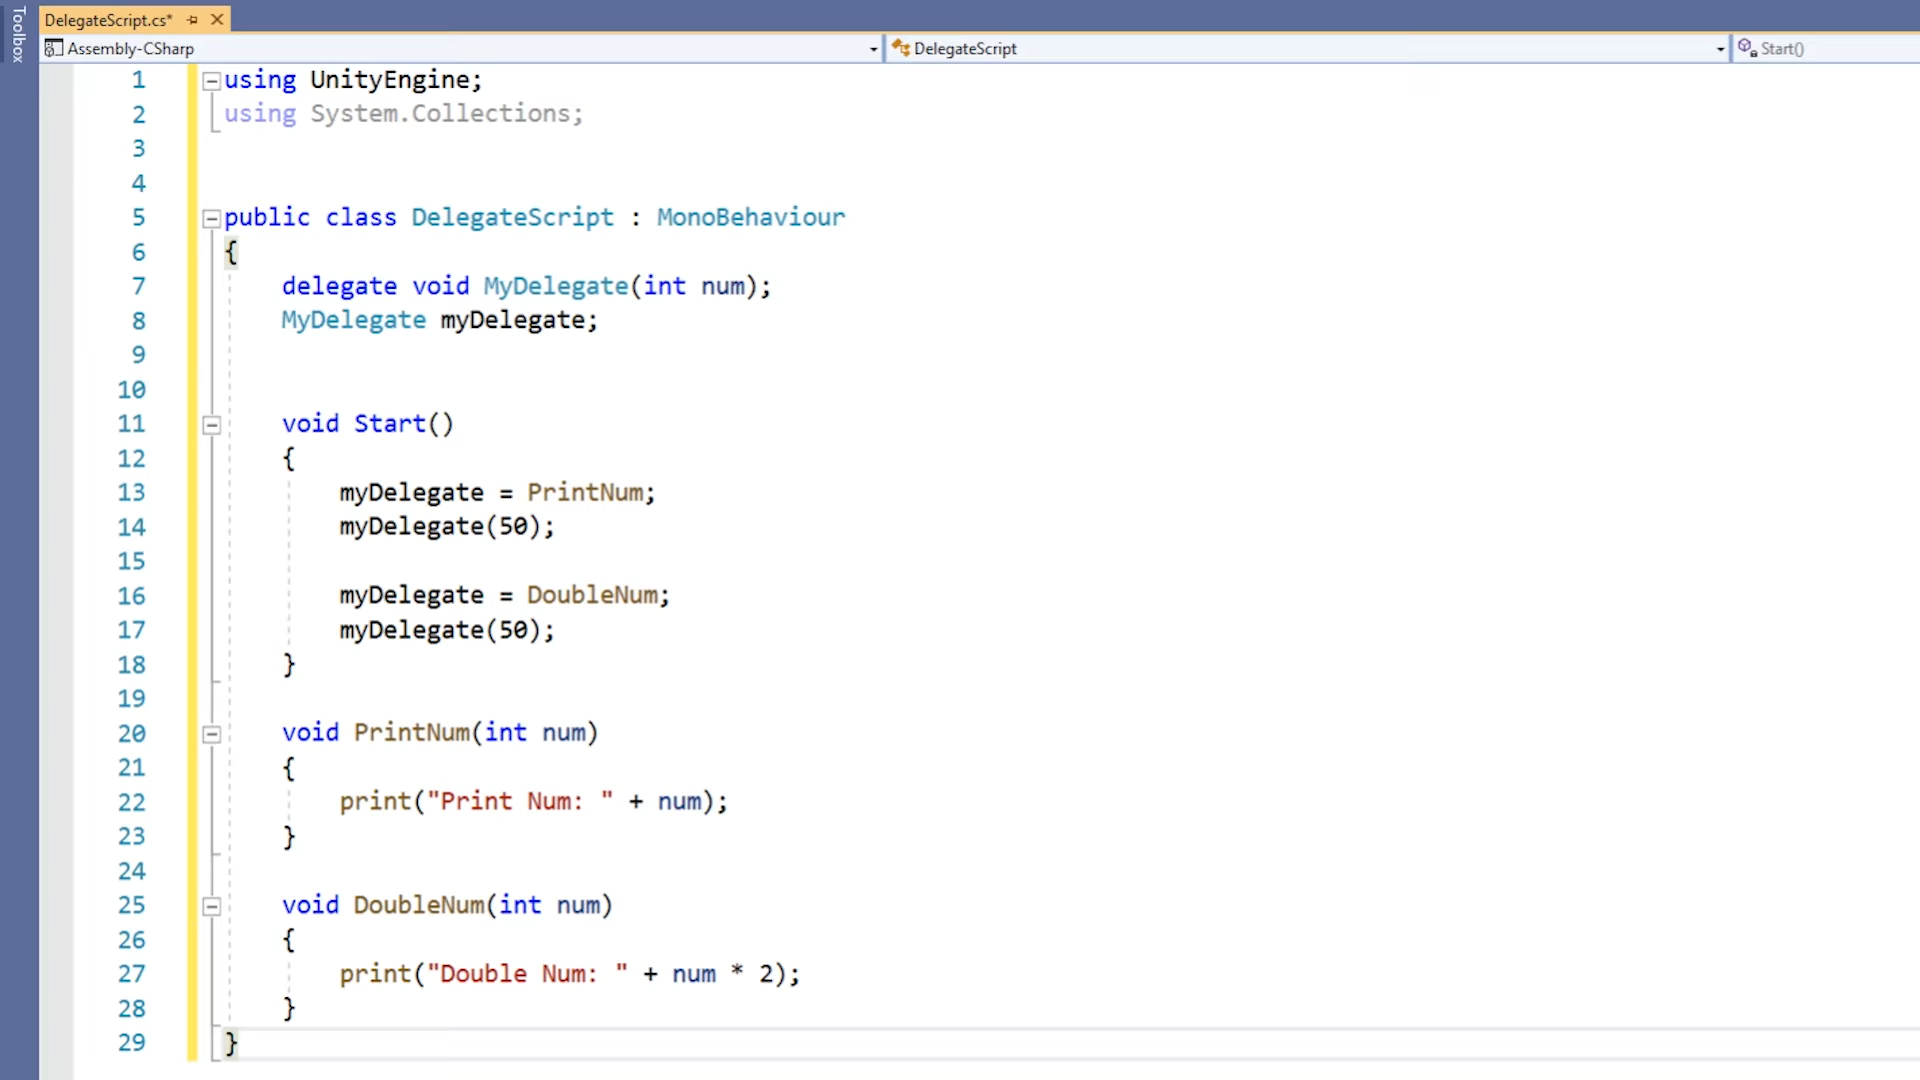 Toolbox
DelegateScript.cs*
Assembly-CSharp DelegateScript Start()
1 using UnityEngine;
2 using System.Collections;
3
4
5 public class DelegateScript : MonoBehaviour
6 {
7 delegate void MyDelegate(int num);
8 MyDelegate myDelegate;
9
10
11 void Start()
12 {
13 myDelegate = PrintNum;
14 myDelegate(50);
15
16 myDelegate = DoubleNum;
17 myDelegate(50);
18 }
19
20 void PrintNum(int num)
21 {
22 print("Print Num: " + num);
23 }
24
25 void DoubleNum(int num)
26 {
27 print("Double Num: " + num * 2);
28 }
29 }